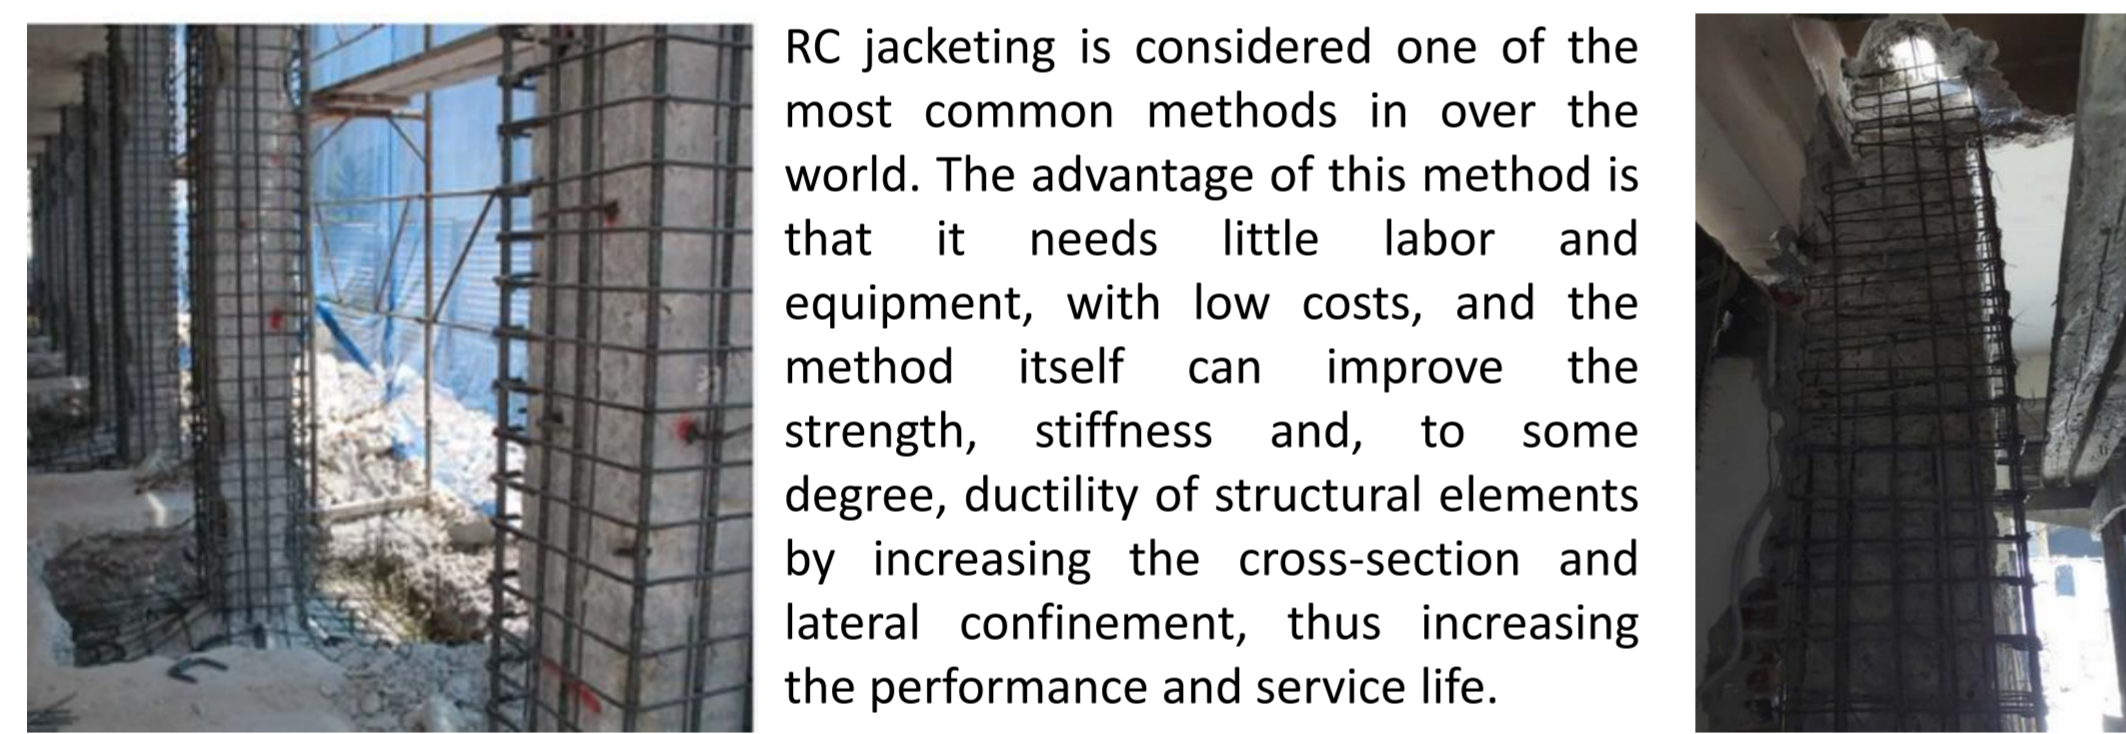 RC jacketing is considered one of the
most common methods in over the
world. The advantage of this method is
that it needs little labor and
equipment, with low costs, and the
method itself can improve the
strength, stiffness and, to some
degree, ductility of structural elements
by increasing the cross-section and
lateral confinement, thus increasing
the performance and service life.